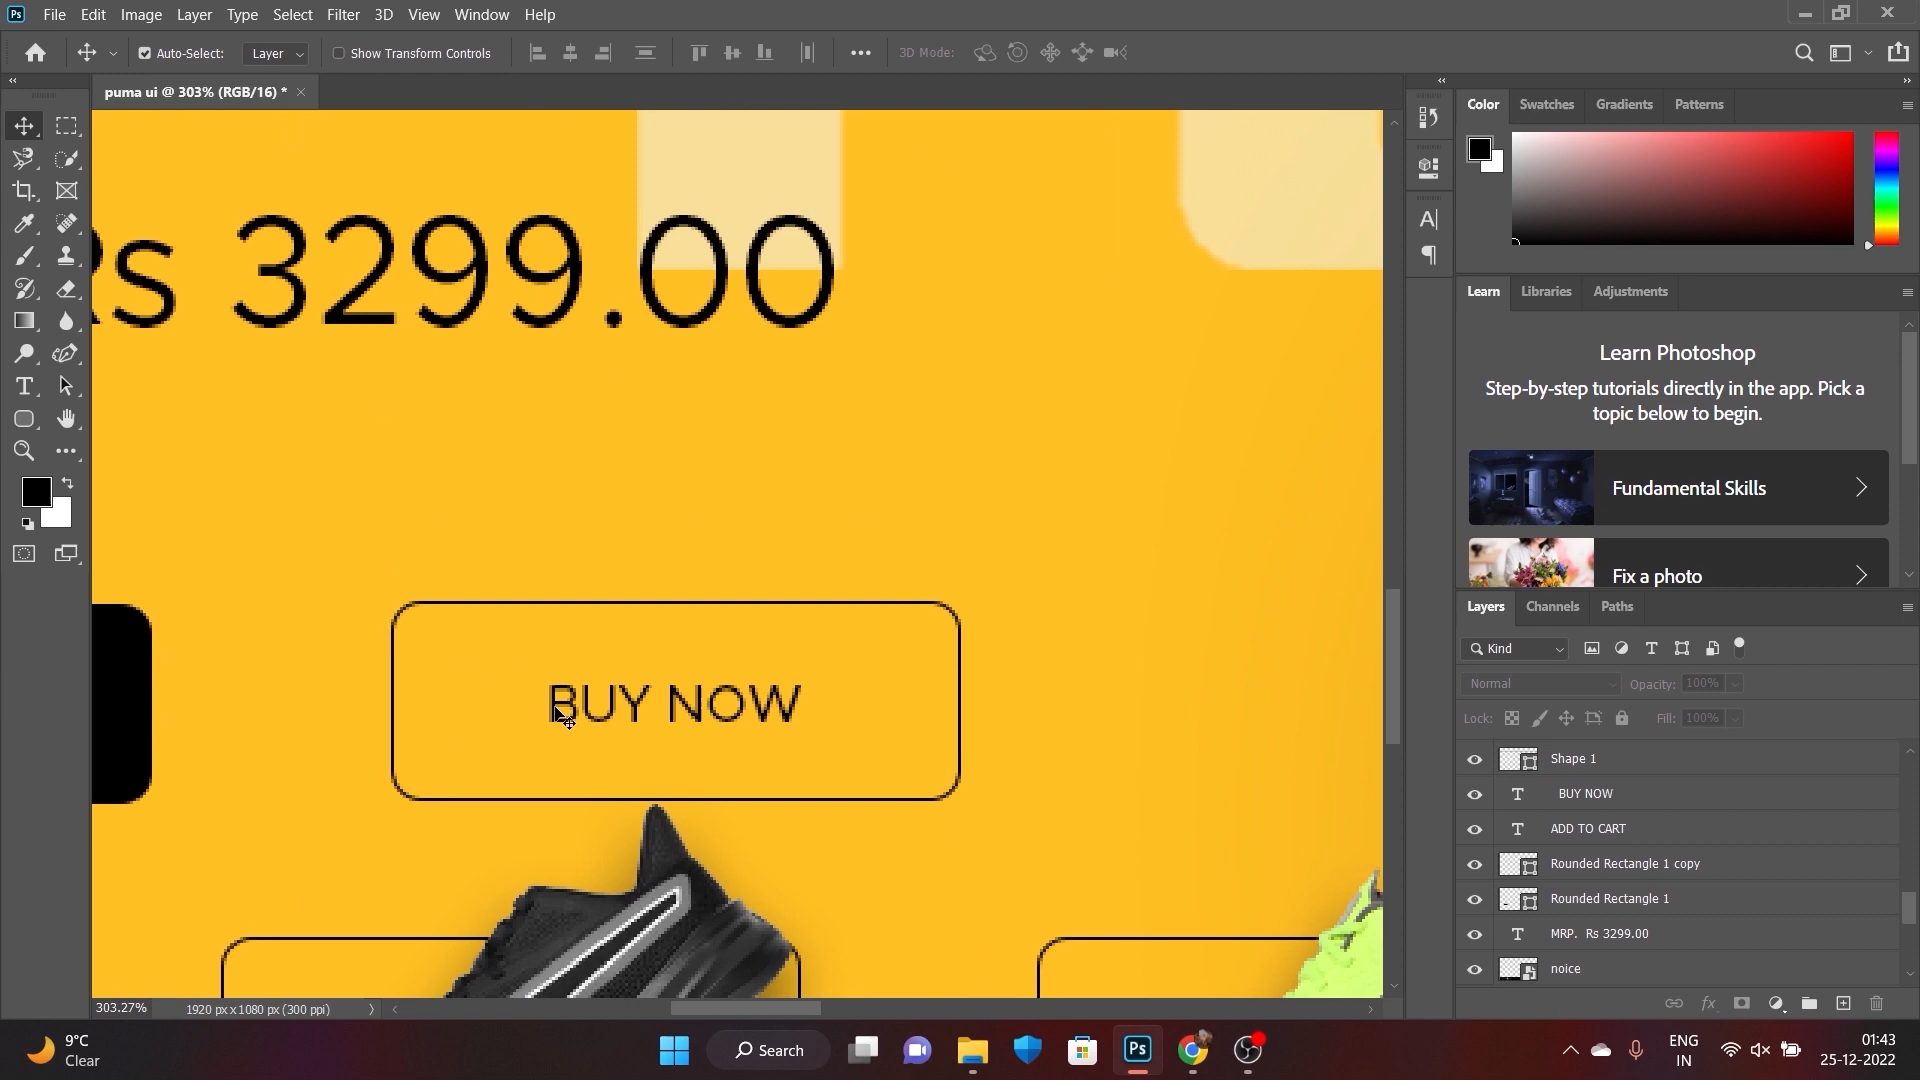 Ps File Edit Image Layer Type Select Filter 3D View Window Help
Auto-Select: Layer Show Transform Controls 3D Mode:
puma ui @ 303% (RGB/16) *
Color Swatches Gradients Patterns
Rs 3299.00
Learn Libraries Adjustments
Learn Photoshop
Step-by-step tutorials directly in the app. Pick a
topic below to begin.
Fundamental Skills
Fix a photo
BUY NOW
Layers Channels Paths
Kind
Normal Opacity: 100%
Lock: Fill: 100%
Shape 1
BUY NOW
ADD TO CART
Rounded Rectangle 1 copy
Rounded Rectangle 1
MRP. Rs 3299.00
noice
303.27% 1920 px x 1080 px (300 ppi)
9°C
Clear
Search
Ps
ENG
IN
01:43
25-12-2022